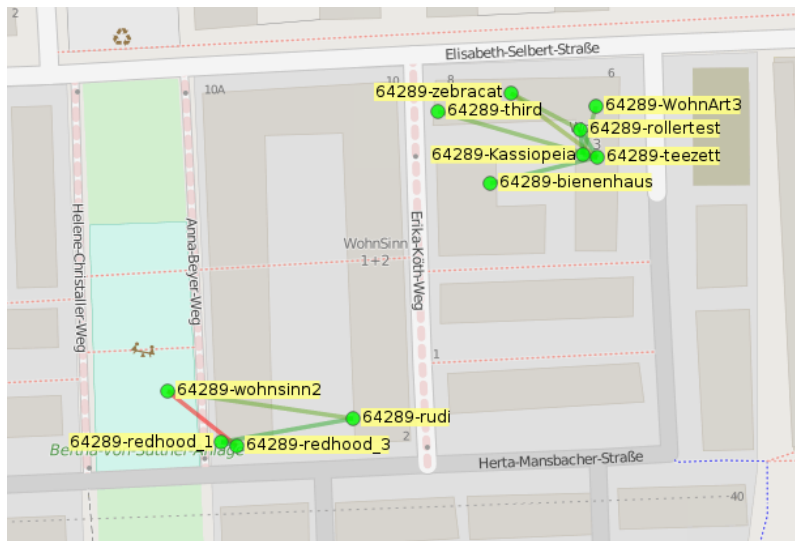 2
Elisabeth-Selbert-Straße
10A
10
8
6
64289-zebracat
64289-third
64289-WohnArt3
64289-rollertest
3
64289-Kassiopeia
64289-teezett
64289-bienenhaus
Helene-Christaller-Weg
Anna-Beyer-Weg
Erika-Köth-Weg
WohnSinn
1+2
1
64289-wohnsinn2
64289-rudi
64289-redhood_1
64289-redhood_3
2
Bertha-von-Suttner-Anlage
Herta-Mansbacher-Straße
40